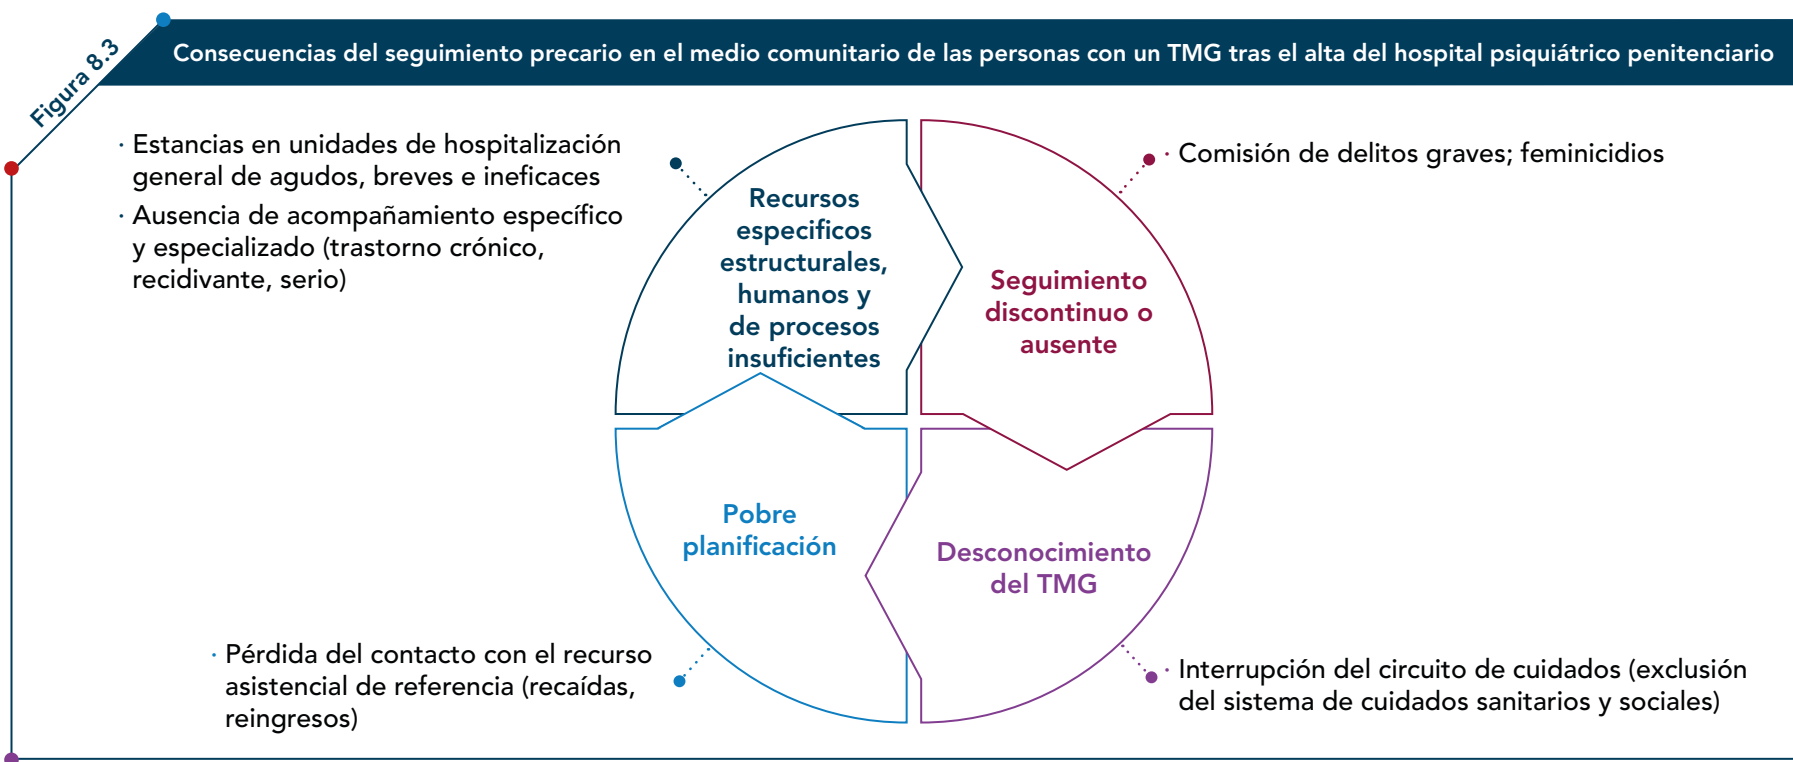 Figura 8.3
Consecuencias del seguimiento precario en el medio comunitario de las personas con un TMG tras el alta del hospital psiquiátrico penitenciario
· Estancias en unidades de hospitalización
general de agudos, breves e ineficaces
· Ausencia de acompañamiento específico
y especializado (trastorno crónico,
recidivante, serio)
Recursos
especificos
estructurales,
humanos y
de procesos
insuficientes
· Comisión de delitos graves; feminicidios
Seguimiento
discontinuo o
ausente
Pobre
planificación
Desconocimiento
del TMG
· Pérdida del contacto con el recurso
asistencial de referencia (recaídas,
reingresos)
· Interrupción del circuito de cuidados (exclusión
del sistema de cuidados sanitarios y sociales)